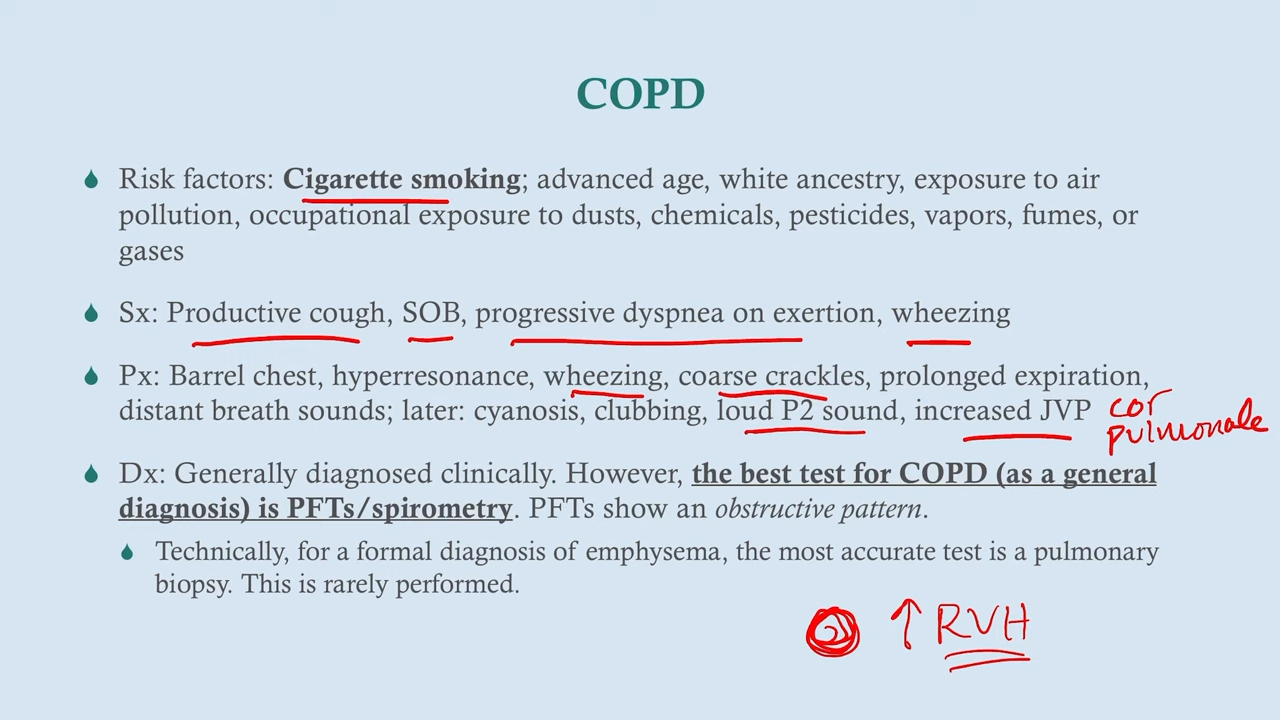 COPD
Risk factors: Cigarette smoking; advanced age, white ancestry, exposure to air
pollution, occupational exposure to dusts, chemicals, pesticides, vapors, fumes, or
gases
Sx: Productive cough, SOB, progressive dyspnea on exertion, wheezing
Px: Barrel chest, hyperresonance, wheezing, coarse crackles, prolonged expiration,
distant breath sounds; later: cyanosis, clubbing, loud P2 sound, increased JVP cor
pulmonale
Dx: Generally diagnosed clinically. However, the best test for COPD (as a general
diagnosis) is PFTs/spirometry. PFTs show an obstructive pattern.
Technically, for a formal diagnosis of emphysema, the most accurate test is a pulmonary
biopsy. This is rarely performed.
↑ RVH